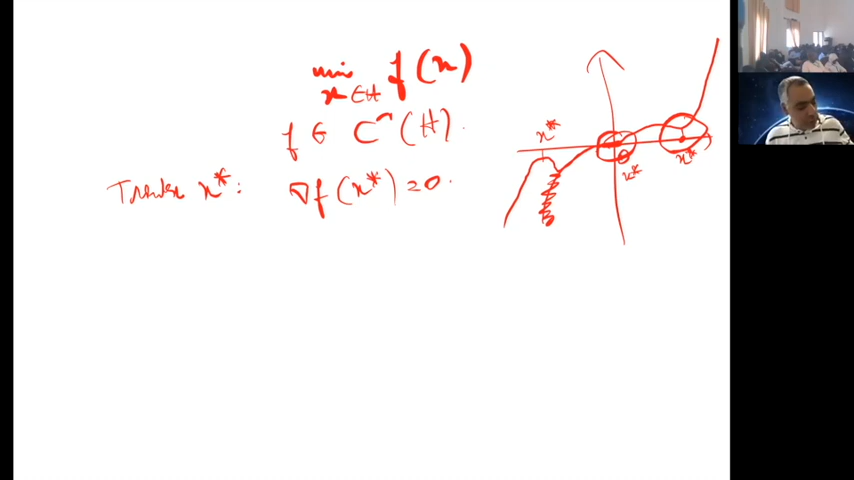 min f(x)
x ∈ H
f ∈ C¹(H).
Trouver x* : ∇f(x*) = 0.
x*
x*
x*